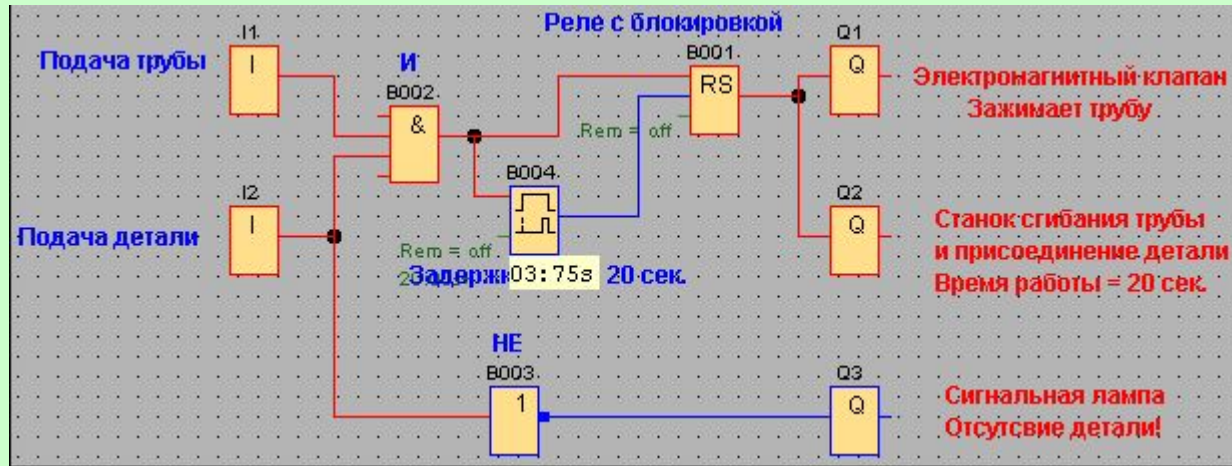 Реле с блокировкой
I1
Q1
Подача трубы
I
И
B001
Q
RS
Электромагнитный клапан
Зажимает трубу
B002
&
Rem = off
B004
I2
Q2
I
Q
Подача детали
Станок сгибания трубы
и присоединение детали
Время работы = 20 сек.
Rem = off
03:75s 20 сек.
НЕ
B003
Q3
1
Q
Сигнальная лампа
Отсутсвие детали!